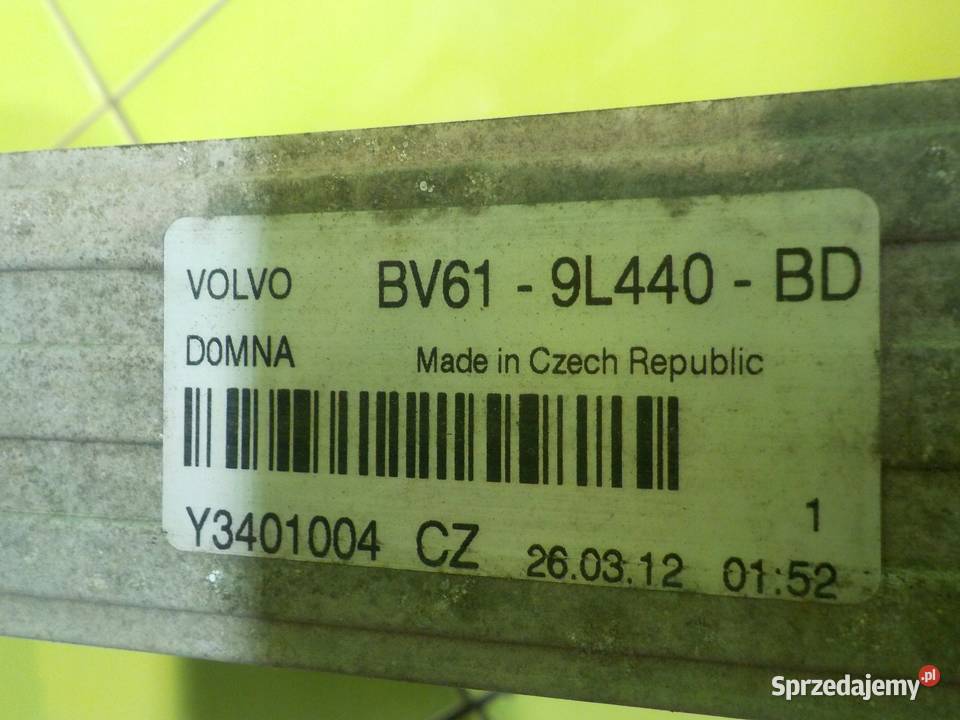 VOLVO BV61 - 9L440 - BD
D0MNA Made in Czech Republic
1
Y3401004 CZ 26.03.12 01:52
Sprzedajemy.pl